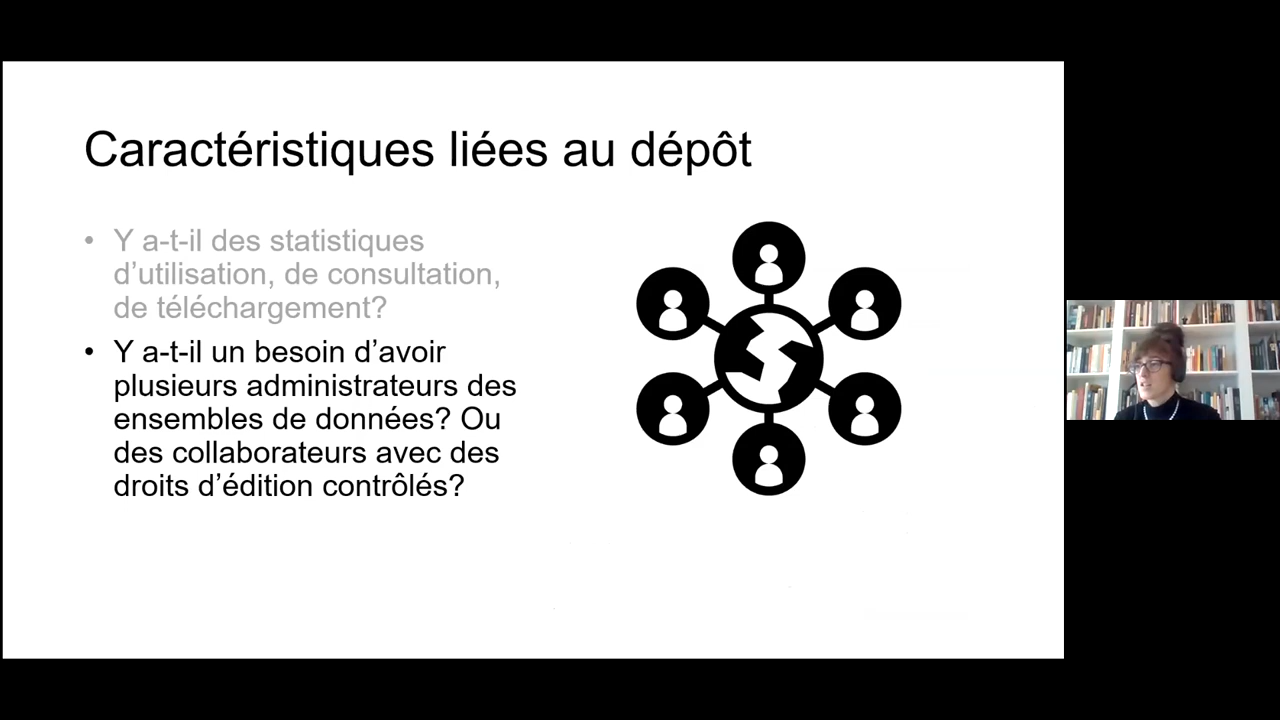 Caractéristiques liées au dépôt
• Y a-t-il des statistiques
d’utilisation, de consultation,
de téléchargement?
• Y a-t-il un besoin d’avoir
plusieurs administrateurs des
ensembles de données? Ou
des collaborateurs avec des
droits d’édition contrôlés?